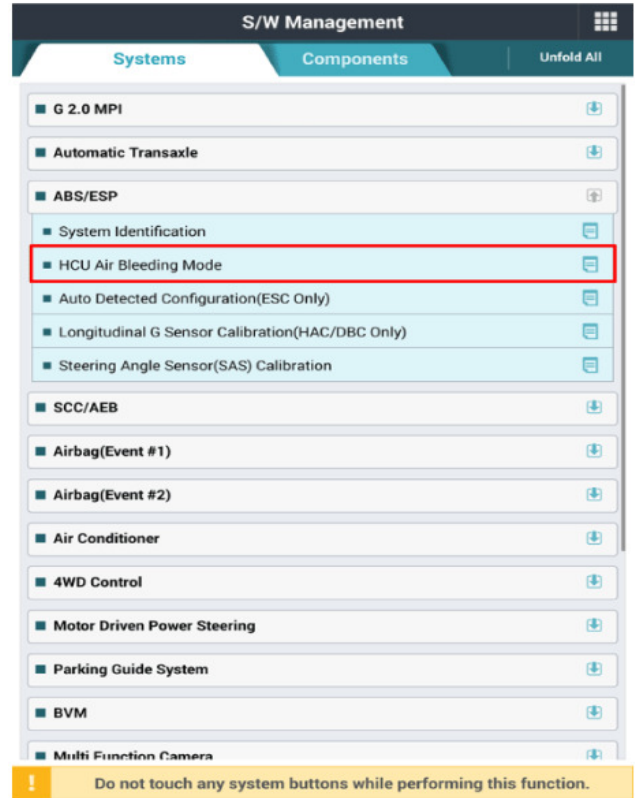 S/W Management
Systems
Components
Unfold All
G 2.0 MPI
Automatic Transaxle
ABS/ESP
System Identification
HCU Air Bleeding Mode
Auto Detected Configuration(ESC Only)
Longitudinal G Sensor Calibration(HAC/DBC Only)
Steering Angle Sensor(SAS) Calibration
SCC/AEB
Airbag(Event #1)
Airbag(Event #2)
Air Conditioner
4WD Control
Motor Driven Power Steering
Parking Guide System
BVM
Multi Function Camera
! Do not touch any system buttons while performing this function.